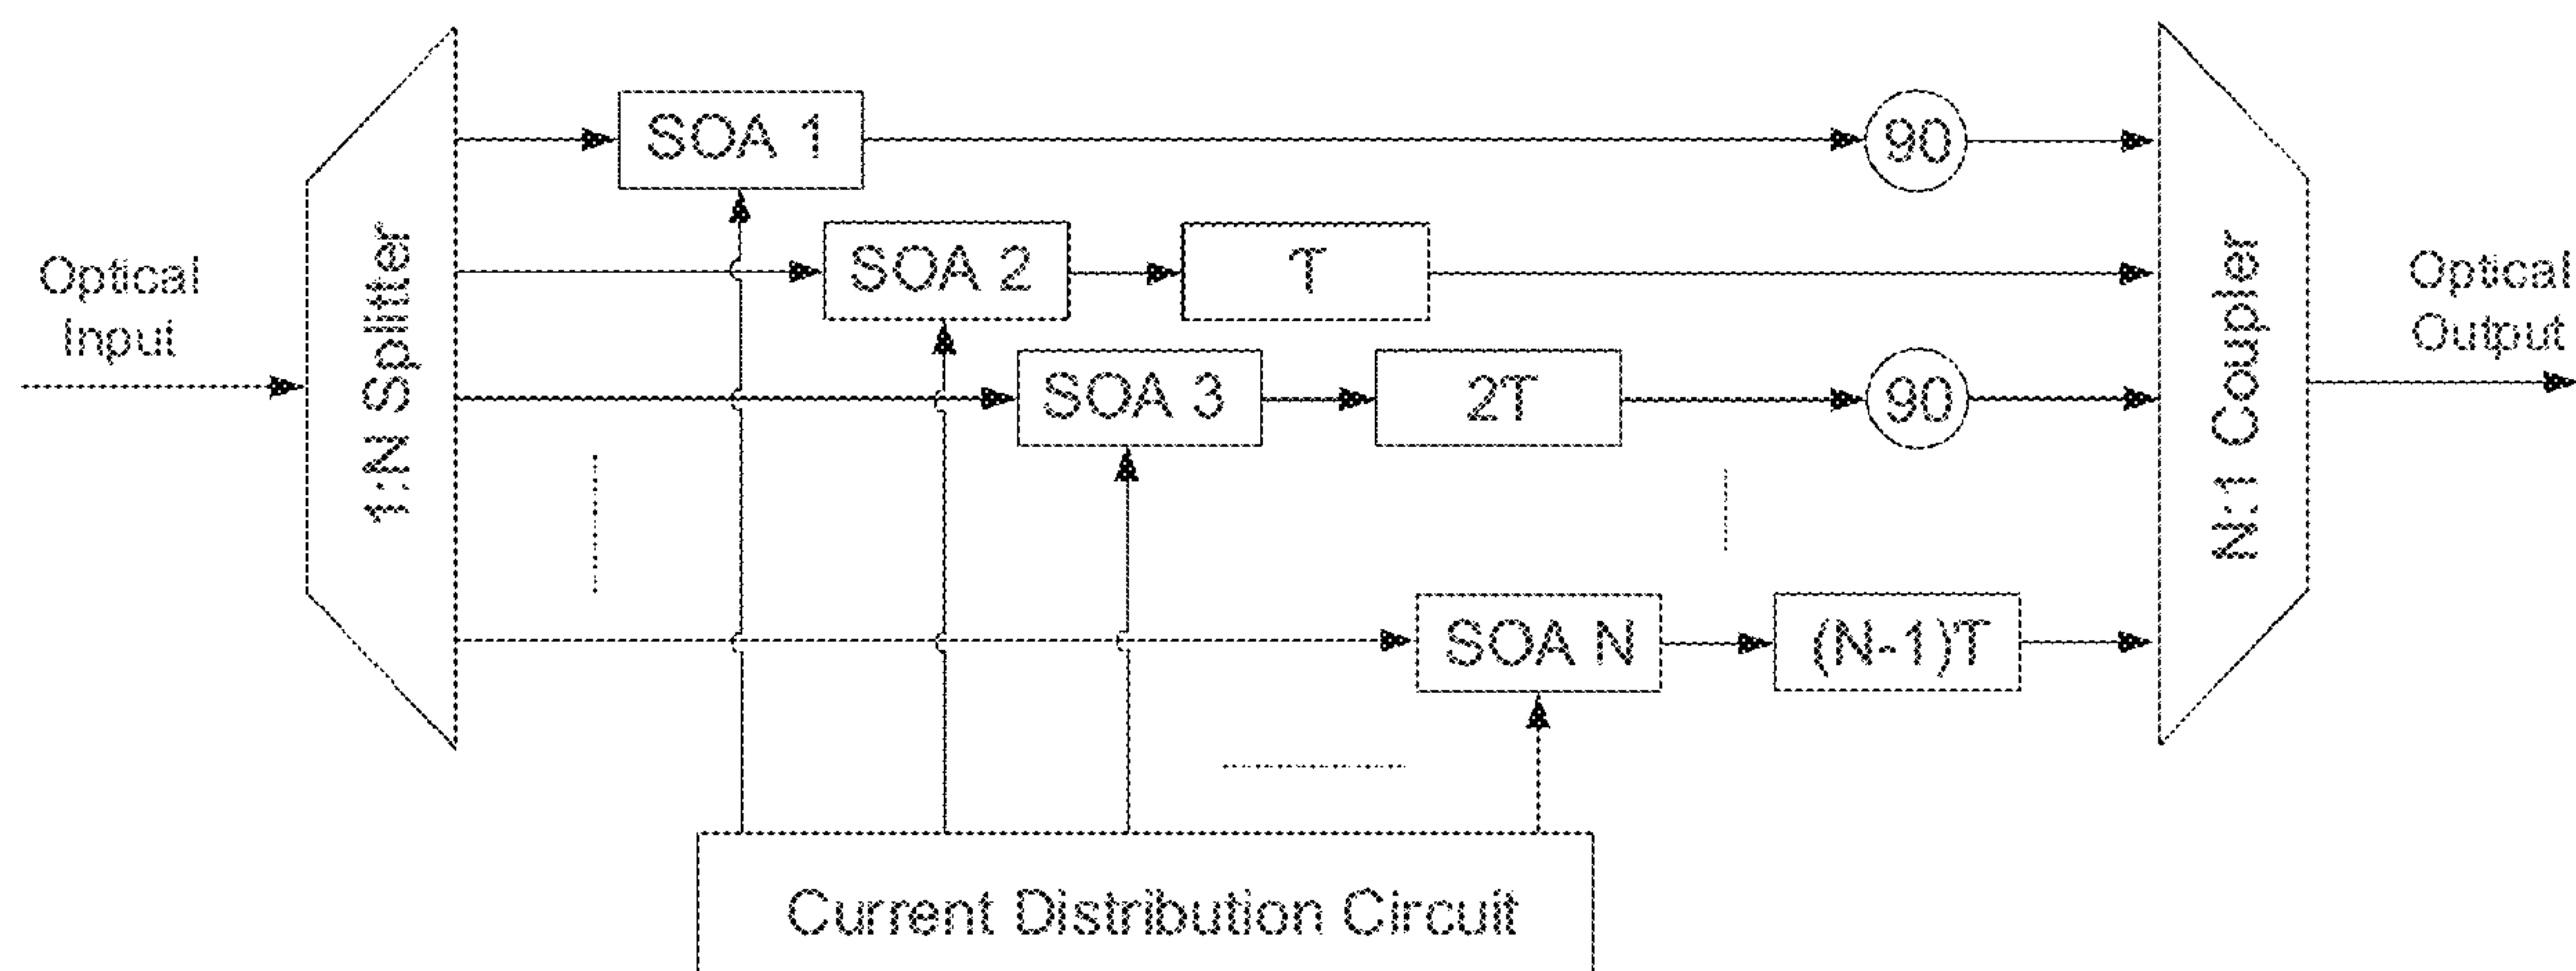 Optical
Input
1:N Splitter
SOA 1
90
SOA 2
T
SOA 3
2T
90
SOA N
(N-1)T
N:1 Coupler
Optical
Output
Current Distribution Circuit